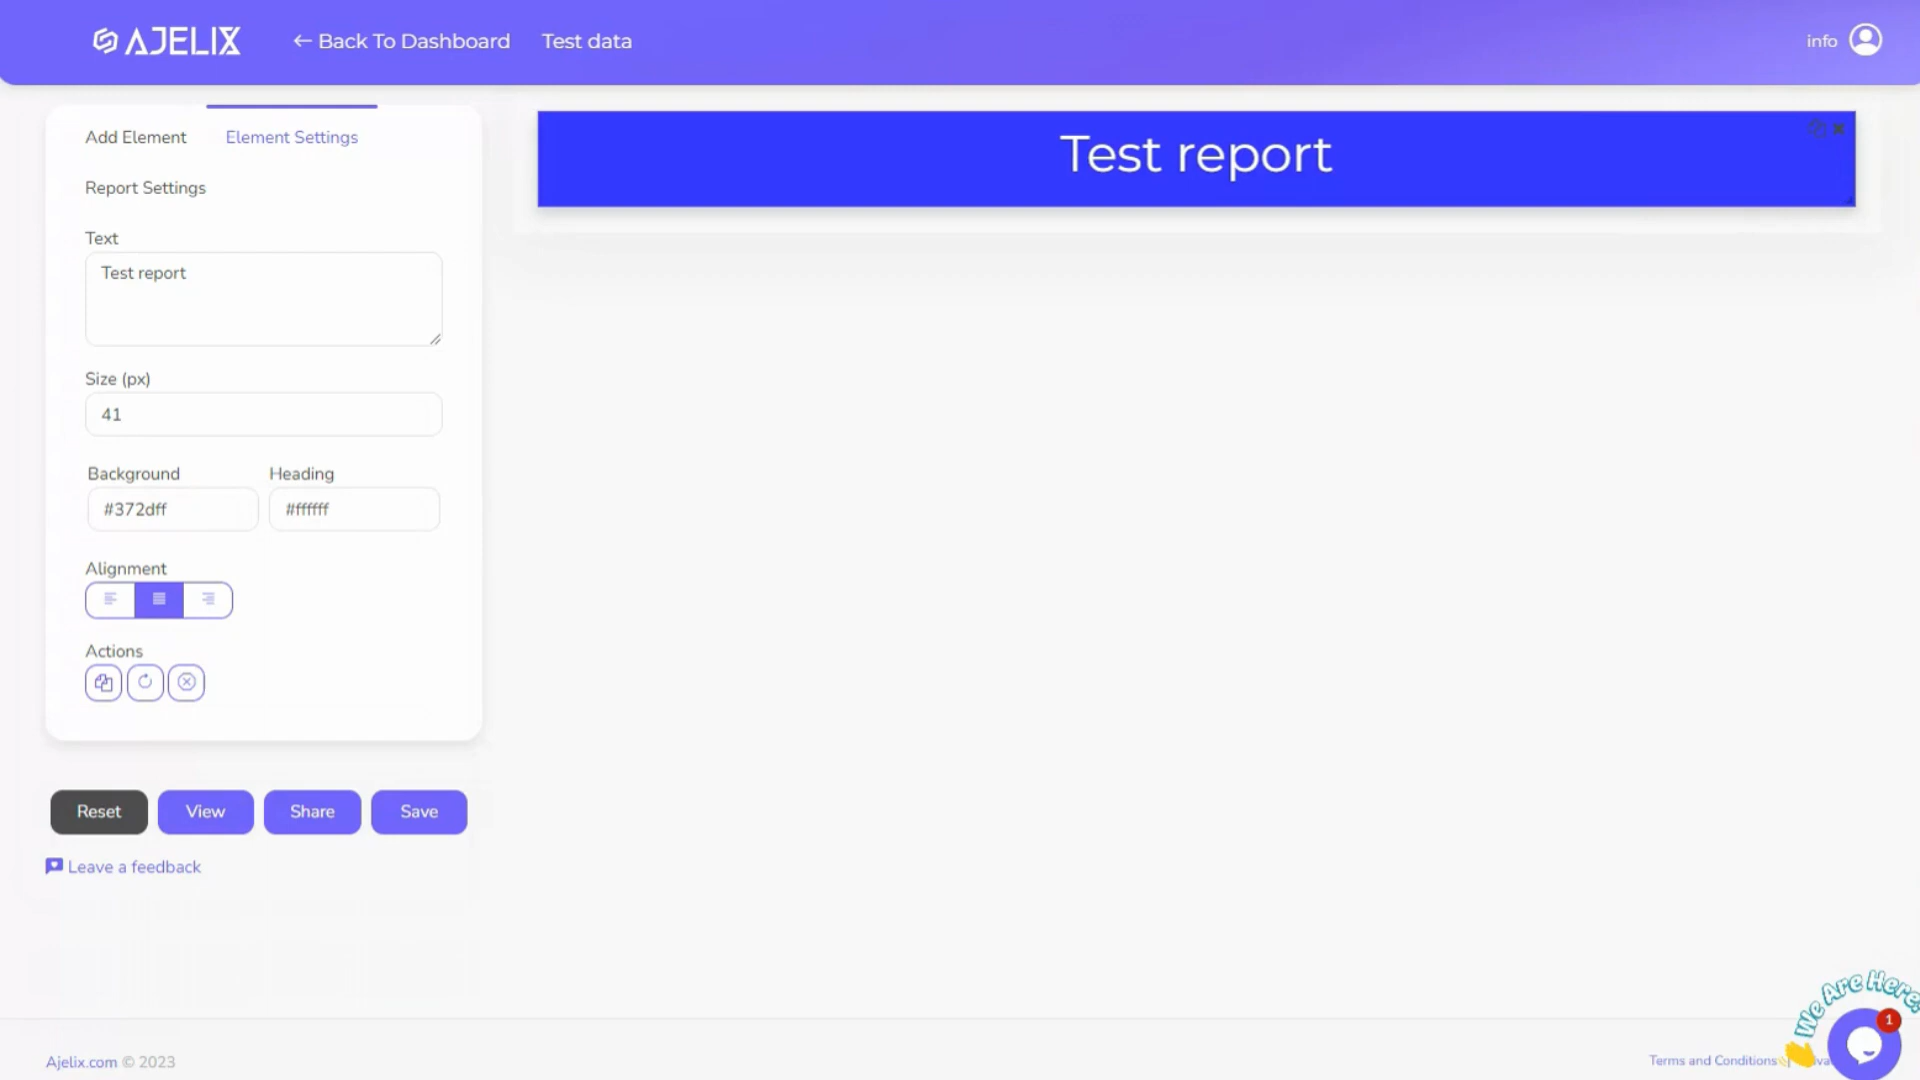 AJELIX
Back To Dashboard
Test data
info
Add Element
Element Settings
Report Settings
Text
Test report
Size (px)
41
Background
Heading
#372dff
#ffffff
Alignment
Actions
Reset
View
Share
Save
Leave a feedback
Test report
We Are Here!
1
Ajelix.com © 2023
Terms and Conditions